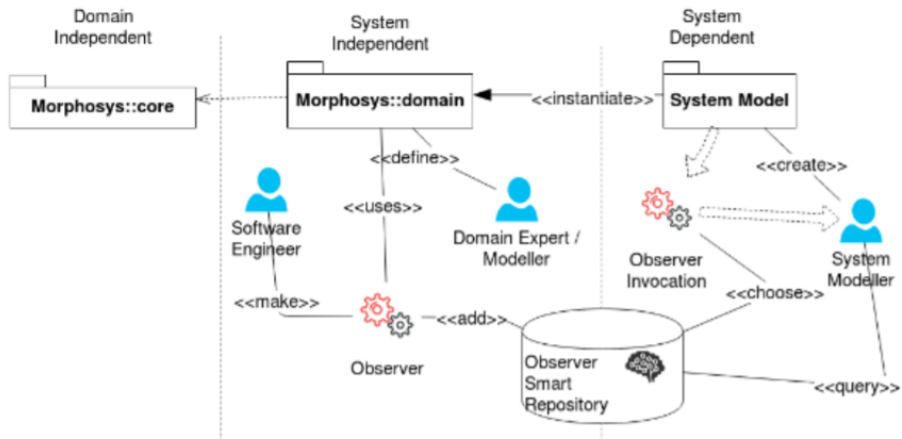 Domain
Independent
System
Independent
System
Dependent
Morphosys::core
Morphosys::domain
<<instantiate>>
System Model
<<define>>
<<create>>
<<uses>>
Software
Engineer
Domain Expert /
Modeller
Observer
Invocation
System
Modeller
<<make>>
<<choose>>
<<add>>
Observer
Observer
Smart
Repository
<<query>>